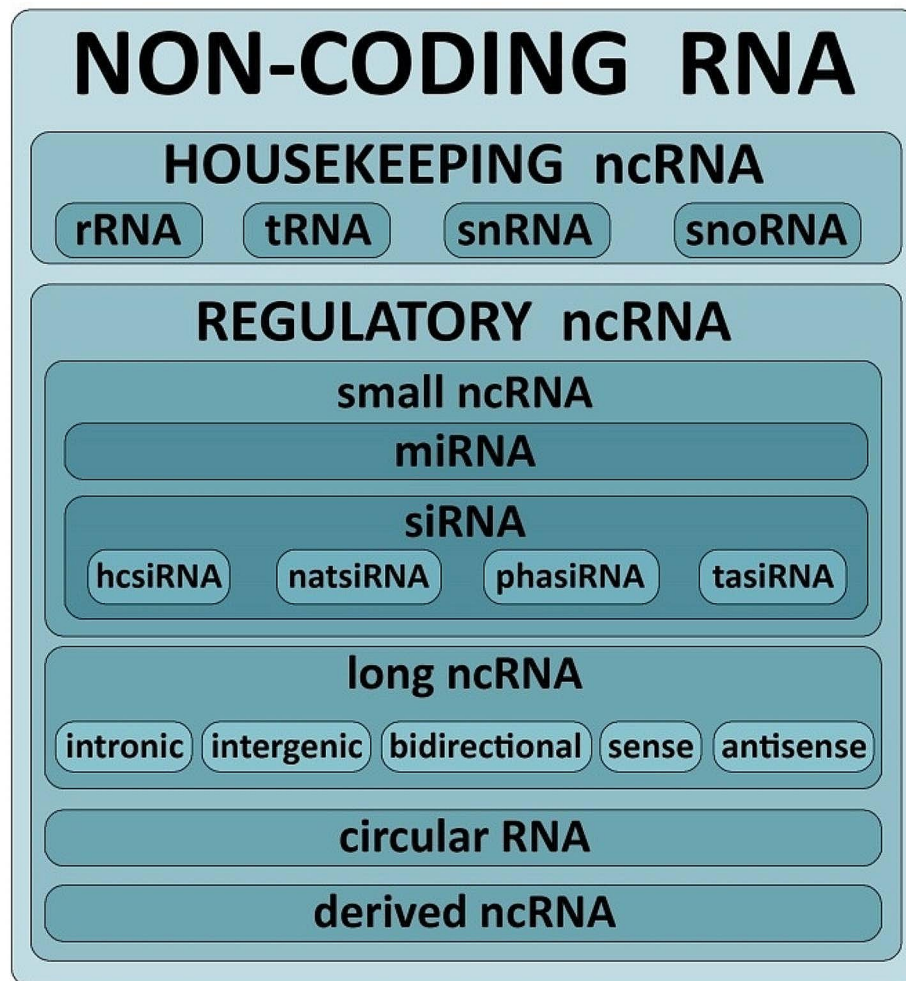 NON-CODING RNA
HOUSEKEEPING ncRNA
rRNA tRNA snRNA snoRNA
REGULATORY ncRNA
small ncRNA
miRNA
siRNA
hcsiRNA natsiRNA phasiRNA tasiRNA
long ncRNA
intronic intergenic bidirectional sense antisense
circular RNA
derived ncRNA